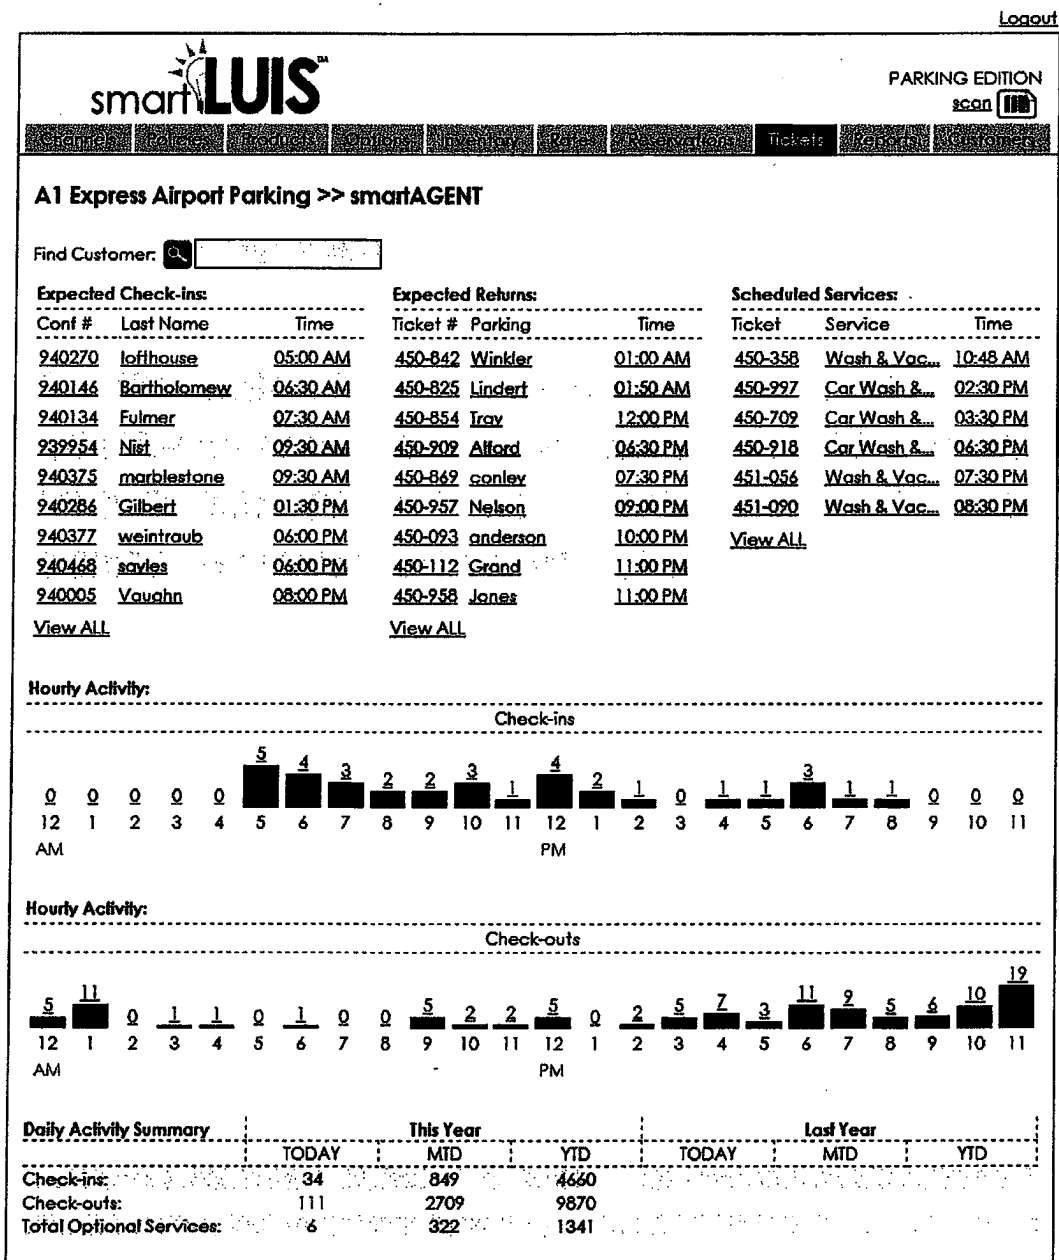 Logout
smartLUIS™
PARKING EDITION
scan
Channels Policies Products Options Inventory Rates Reservations Tickets Reports Customers
A1 Express Airport Parking >> smartAGENT
Find Customer:
Expected Check-ins: Expected Returns: Scheduled Services:
Conf # Last Name Time Ticket # Parking Time Ticket Service Time
940270 lofthouse 05:00 AM 450-842 Winkler 01:00 AM 450-358 Wash & Vac... 10:48 AM
940146 Bartholomew 06:30 AM 450-825 Lindert 01:50 AM 450-997 Car Wash &... 02:30 PM
940134 Fulmer 07:30 AM 450-854 Tray 12:00 PM 450-709 Car Wash &... 03:30 PM
939954 Nist 09:30 AM 450-909 Alford 06:30 PM 450-918 Car Wash &... 06:30 PM
940375 marblestone 09:30 AM 450-869 conley 07:30 PM 451-056 Wash & Vac... 07:30 PM
940286 Gilbert 01:30 PM 450-957 Nelson 09:00 PM 451-090 Wash & Vac... 08:30 PM
940377 weintraub 06:00 PM 450-093 anderson 10:00 PM View ALL
940468 sayles 06:00 PM 450-112 Grand 11:00 PM
940005 Vaughn 08:00 PM 450-958 Jones 11:00 PM
View ALL View ALL
Hourly Activity:
Check-ins
0 0 0 0 0 5 4 3 2 2 3 1 4 2 1 0 1 1 3 1 1 0 0 0
12 1 2 3 4 5 6 7 8 9 10 11 12 1 2 3 4 5 6 7 8 9 10 11
AM PM
Hourly Activity:
Check-outs
5 11 0 1 1 0 1 0 0 5 2 2 5 0 2 5 7 3 11 9 5 6 10 19
12 1 2 3 4 5 6 7 8 9 10 11 12 1 2 3 4 5 6 7 8 9 10 11
AM PM
Daily Activity Summary This Year Last Year
TODAY MTD YTD TODAY MTD YTD
Check-ins: 34 849 4660
Check-outs: 111 2709 9870
Total Optional Services: 6 322 1341